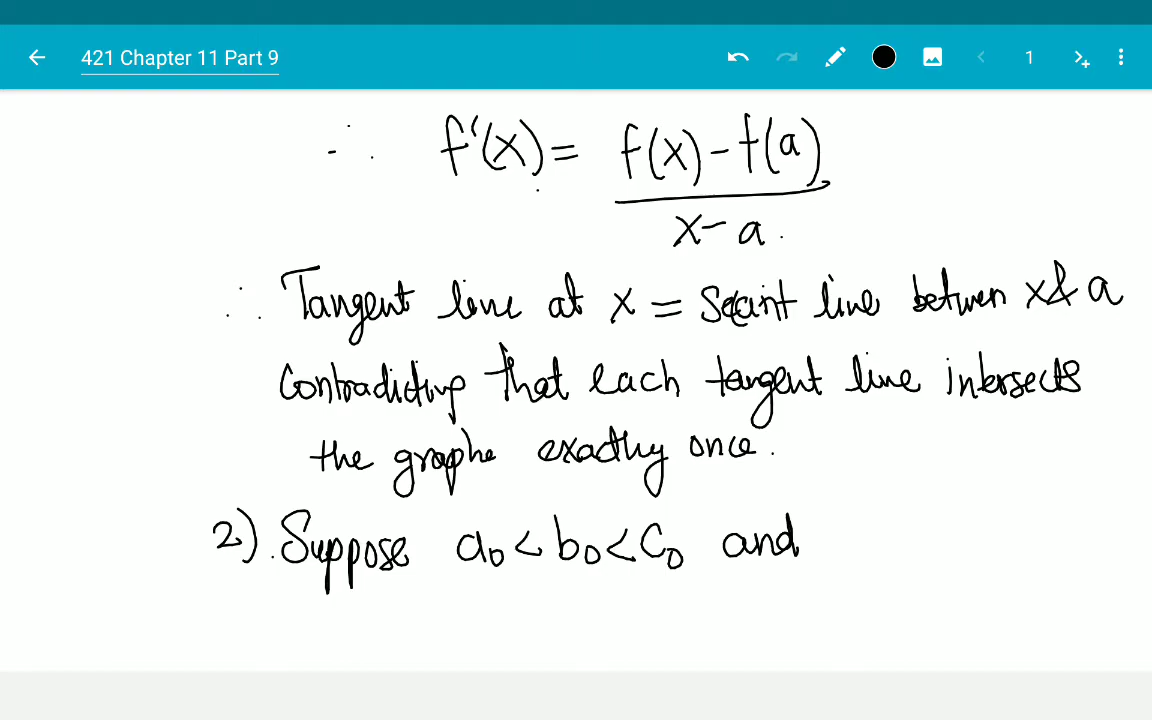 421 Chapter 11 Part 9
1
∴ f'(x) = f(x) - f(a) / x - a
∴ Tangent line at x = Secant line between x & a
contradicting that each tangent line intersects
the graphe exactly once.
2). Suppose a₀ < b₀ < c₀ and